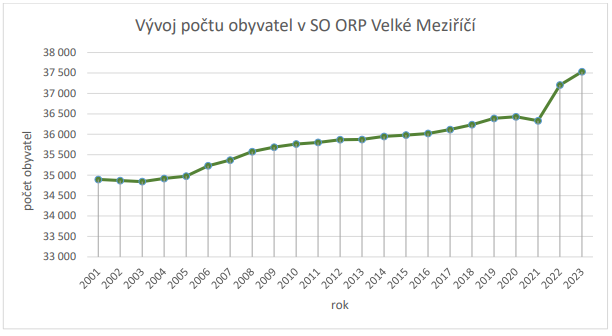 Vývoj počtu obyvatel v SO ORP Velké Meziříčí
38 000
37 500
37 000
36 500
36 000
35 500
35 000
34 500
34 000
33 500
33 000
počet obyvatel
2001 2002 2003 2004 2005 2006 2007 2008 2009 2010 2011 2012 2013 2014 2015 2016 2017 2018 2019 2020 2021 2022 2023
rok